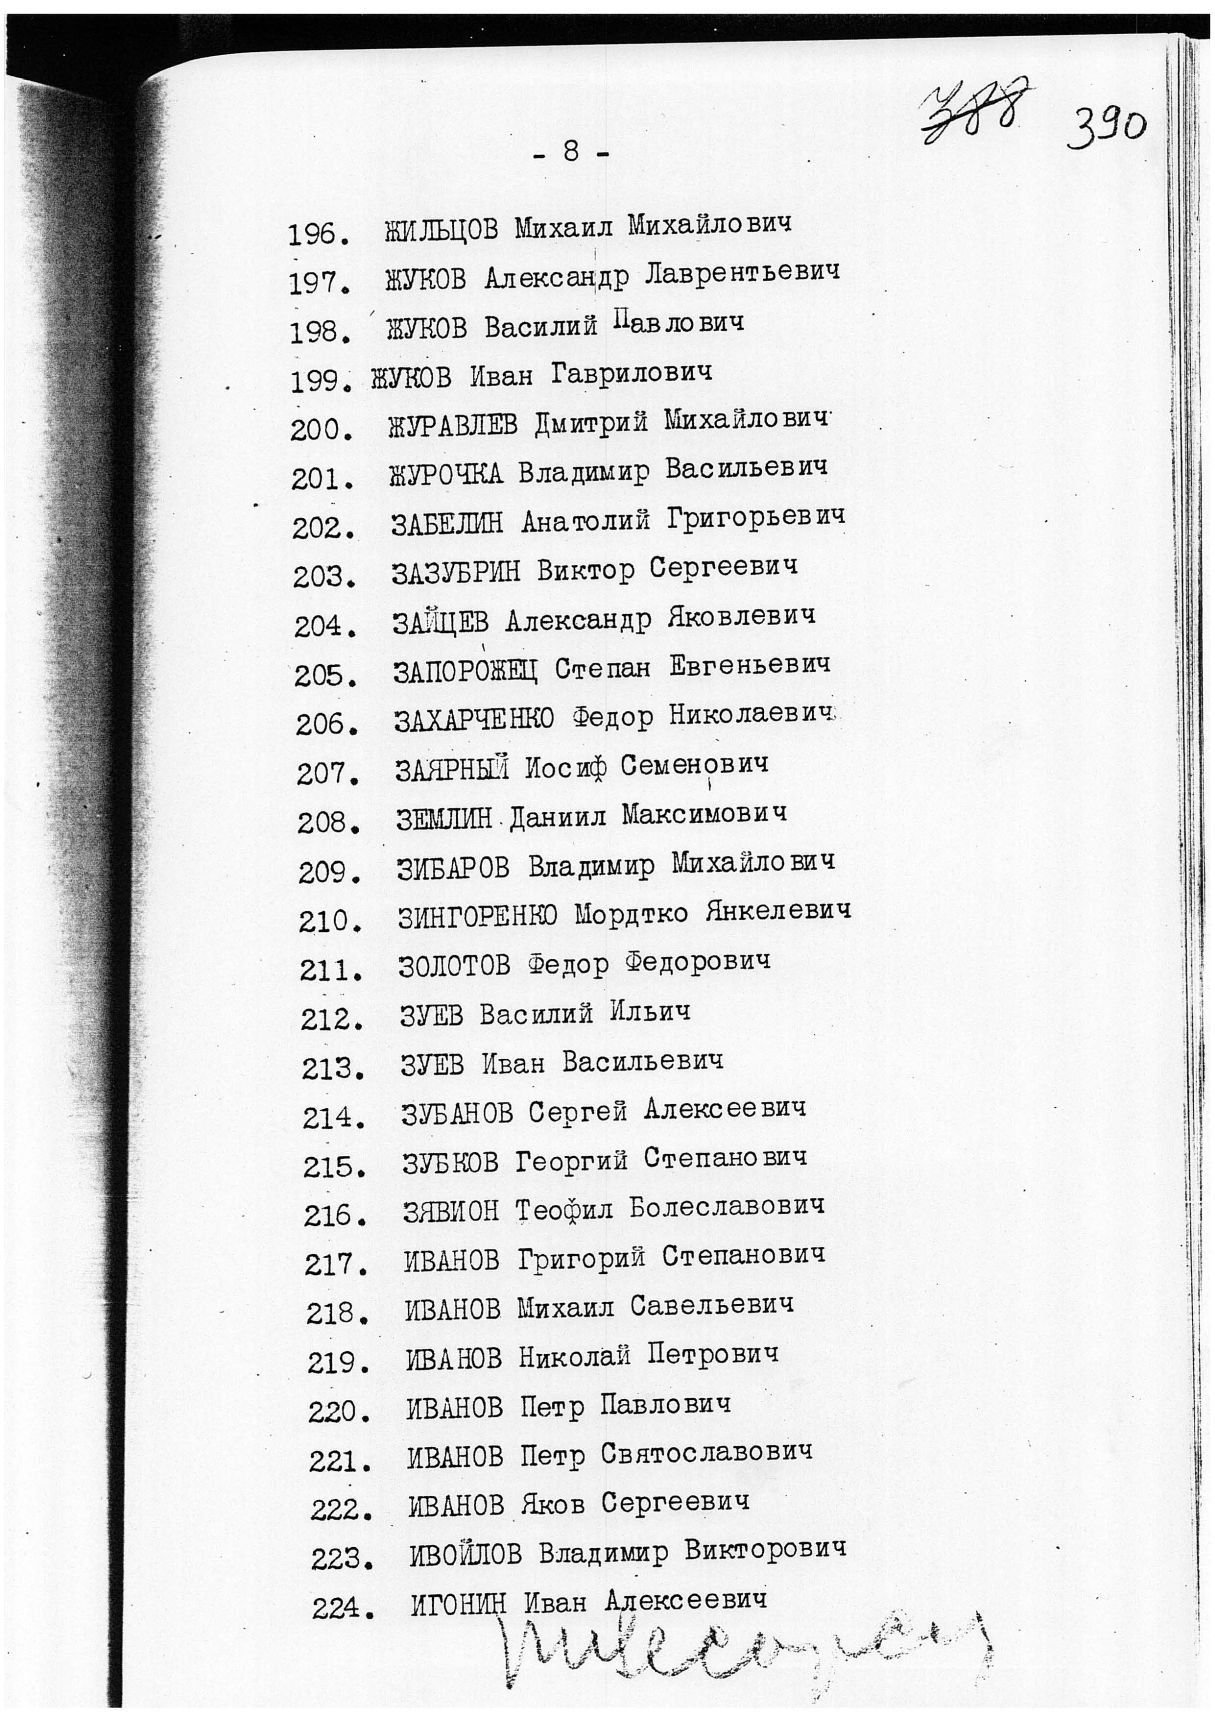 388 390
- 8 -
196. ЖИЛЬЦОВ Михаил Михайлович
197. ЖУКОВ Александр Лаврентьевич
198. ЖУКОВ Василий Павлович
199. ЖУКОВ Иван Гаврилович
200. ЖУРАВЛЕВ Дмитрий Михайлович
201. ЖУРОЧКА Владимир Васильевич
202. ЗАБЕЛИН Анатолий Григорьевич
203. ЗАЗУБРИН Виктор Сергеевич
204. ЗАЙЦЕВ Александр Яковлевич
205. ЗАПОРОЖЕЦ Степан Евгеньевич
206. ЗАХАРЧЕНКО Федор Николаевич
207. ЗАЯРНЫЙ Иосиф Семенович
208. ЗЕМЛИН Даниил Максимович
209. ЗИБАРОВ Владимир Михайлович
210. ЗИНГОРЕНКО Мордтко Янкелевич
211. ЗОЛОТОВ Федор Федорович
212. ЗУЕВ Василий Ильич
213. ЗУЕВ Иван Васильевич
214. ЗУБАНОВ Сергей Алексеевич
215. ЗУБКОВ Георгий Степанович
216. ЗЯВИОН Теофил Болеславович
217. ИВАНОВ Григорий Степанович
218. ИВАНОВ Михаил Савельевич
219. ИВАНОВ Николай Петрович
220. ИВАНОВ Петр Павлович
221. ИВАНОВ Петр Святославович
222. ИВАНОВ Яков Сергеевич
223. ИВОЙЛОВ Владимир Викторович
224. ИГОНИН Иван Алексеевич